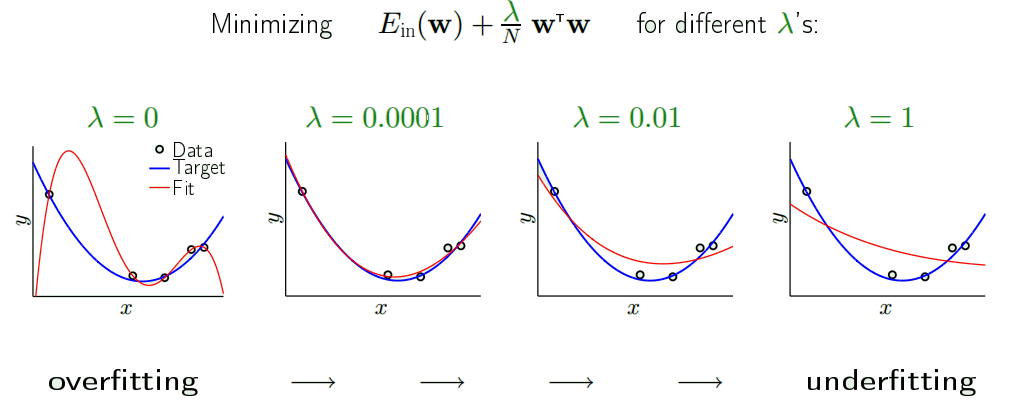 Minimizing E_in(w) + λ/N wᵀw for different λ's:
λ = 0 λ = 0.0001 λ = 0.01 λ = 1
Data
Target
Fit
y y y y
x x x x
overfitting → → → → underfitting